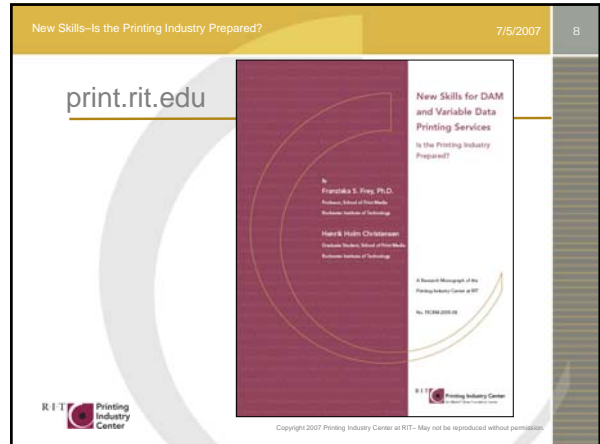 New Skills–Is the Printing Industry Prepared?
7/5/2007
8
print.rit.edu
New Skills for DAM
and Variable Data
Printing Services
Is the Printing Industry
Prepared?
by
Franziska S. Frey, Ph.D.
Professor, School of Print Media
Rochester Institute of Technology
Henrik Holm Christensen
Graduate Student, School of Print Media
Rochester Institute of Technology
A Research Monograph of the
Printing Industry Center at RIT
R·I·T
Printing Industry Center
R·I·T
Printing
Industry
Center
Copyright 2007 Printing Industry Center at RIT– May not be reproduced without permission.